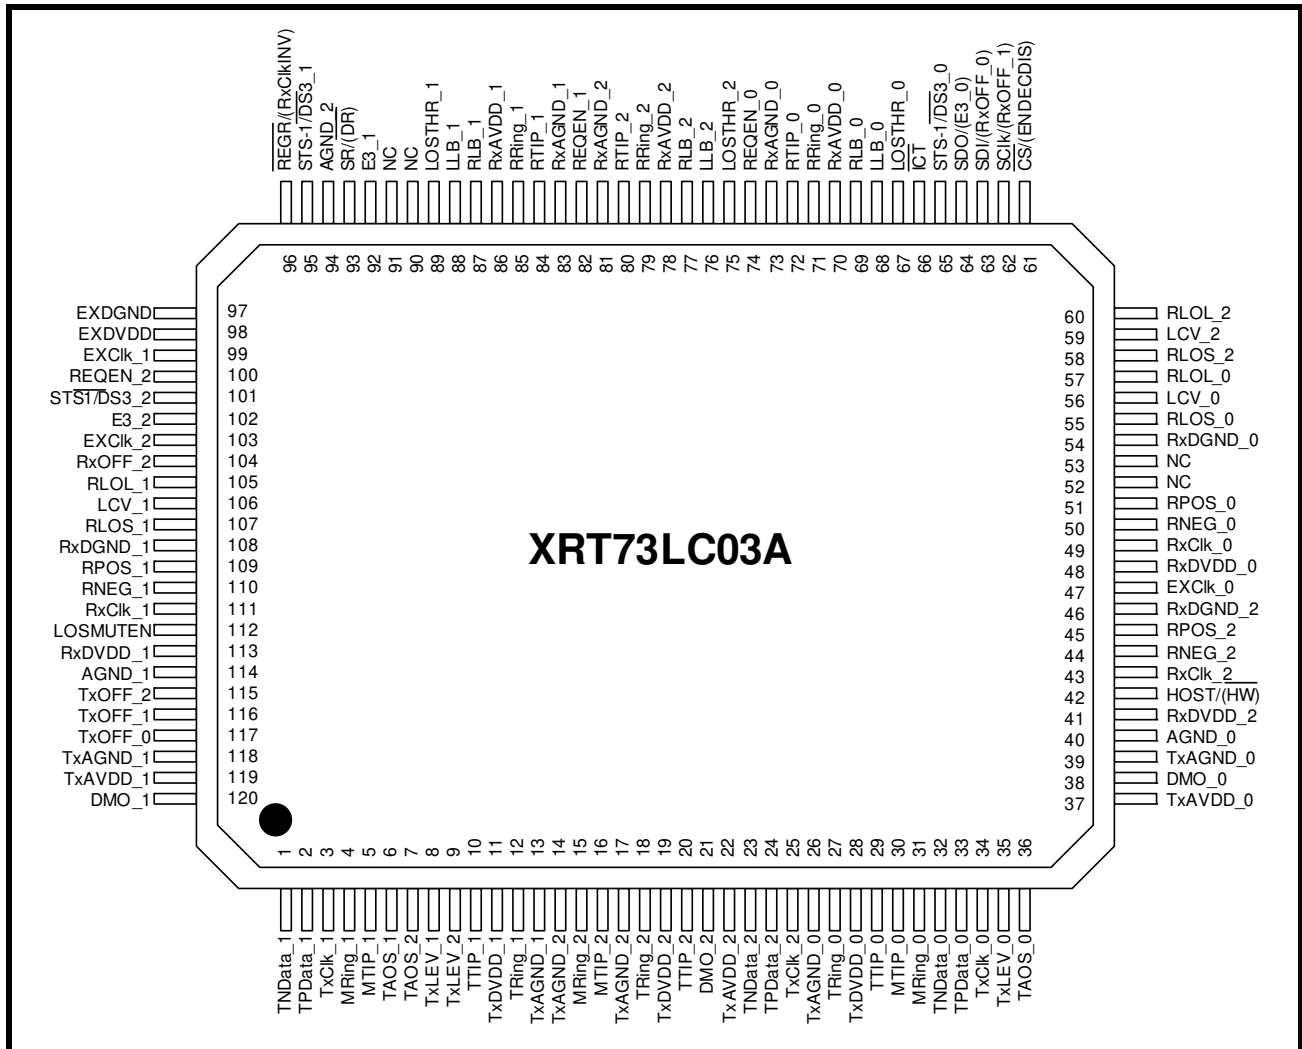 REGR/(RxClkINV)
STS-1/DS3_1
AGND_2
SR/(DR)
E3_1
NC
NC
LOSTHR_1
LLB_1
RLB_1
RxAVDD_1
RRing_1
RTIP_1
RxAGND_1
REQEN_1
RxAGND_2
RTIP_2
RRing_2
RxAVDD_2
RLB_2
LLB_2
LOSTHR_2
REQEN_0
RxAGND_0
RTIP_0
RRing_0
RxAVDD_0
RLB_0
LLB_0
LOSTHR_0
ICT
STS-1/DS3_0
SDO/(E3_0)
SDI/(RxOFF_0)
SClk/(RxOFF_1)
CS/(ENDECDIS)
96 95 94 93 92 91 90 89 88 87 86 85 84 83 82 81 80 79 78 77 76 75 74 73 72 71 70 69 68 67 66 65 64 63 62 61
EXDGND 97
EXDVDD 98
EXClk_1 99
REQEN_2 100
STS1/DS3_2 101
E3_2 102
EXClk_2 103
RxOFF_2 104
RLOL_1 105
LCV_1 106
RLOS_1 107
RxDGND_1 108
RPOS_1 109
RNEG_1 110
RxClk_1 111
LOSMUTEN 112
RxDVDD_1 113
AGND_1 114
TxOFF_2 115
TxOFF_1 116
TxOFF_0 117
TxAGND_1 118
TxAVDD_1 119
DMO_1 120
XRT73LC03A
60 RLOL_2
59 LCV_2
58 RLOS_2
57 RLOL_0
56 LCV_0
55 RLOS_0
54 RxDGND_0
53 NC
52 NC
51 RPOS_0
50 RNEG_0
49 RxClk_0
48 RxDVDD_0
47 EXClk_0
46 RxDGND_2
45 RPOS_2
44 RNEG_2
43 RxClk_2
42 HOST/(HW)
41 RxDVDD_2
40 AGND_0
39 TxAGND_0
38 DMO_0
37 TxAVDD_0
1 2 3 4 5 6 7 8 9 10 11 12 13 14 15 16 17 18 19 20 21 22 23 24 25 26 27 28 29 30 31 32 33 34 35 36
TNData_1
TPData_1
TxClk_1
MRing_1
MTIP_1
TAOS_1
TAOS_2
TxLEV_1
TxLEV_2
TTIP_1
TxDVDD_1
TRing_1
TxAGND_1
TxAGND_2
MRing_2
MTIP_2
TxAGND_2
TRing_2
TxDVDD_2
TTIP_2
DMO_2
TxAVDD_2
TNData_2
TPData_2
TxClk_2
TxAGND_0
TRing_0
TxDVDD_0
TTIP_0
MTIP_0
MRing_0
TNData_0
TPData_0
TxClk_0
TxLEV_0
TAOS_0